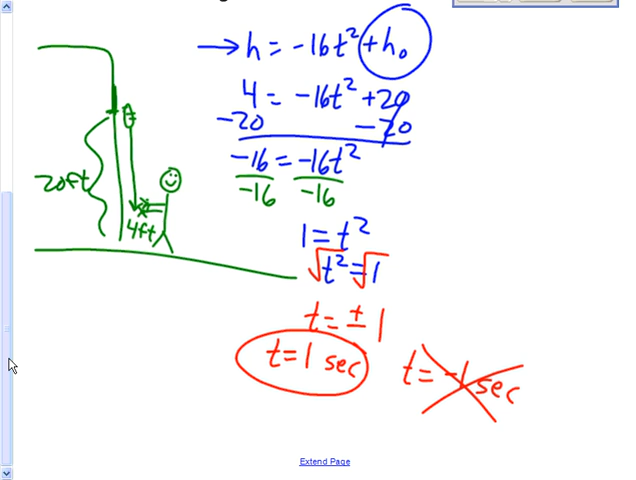 → h = -16t² + h₀
4 = -16t² + 20
-20 -20
-16 = -16t²
-16 -16
20ft
4ft
1 = t²
√t² = √1
t = ± 1
t = 1 sec
t = -1 sec
Extend Page